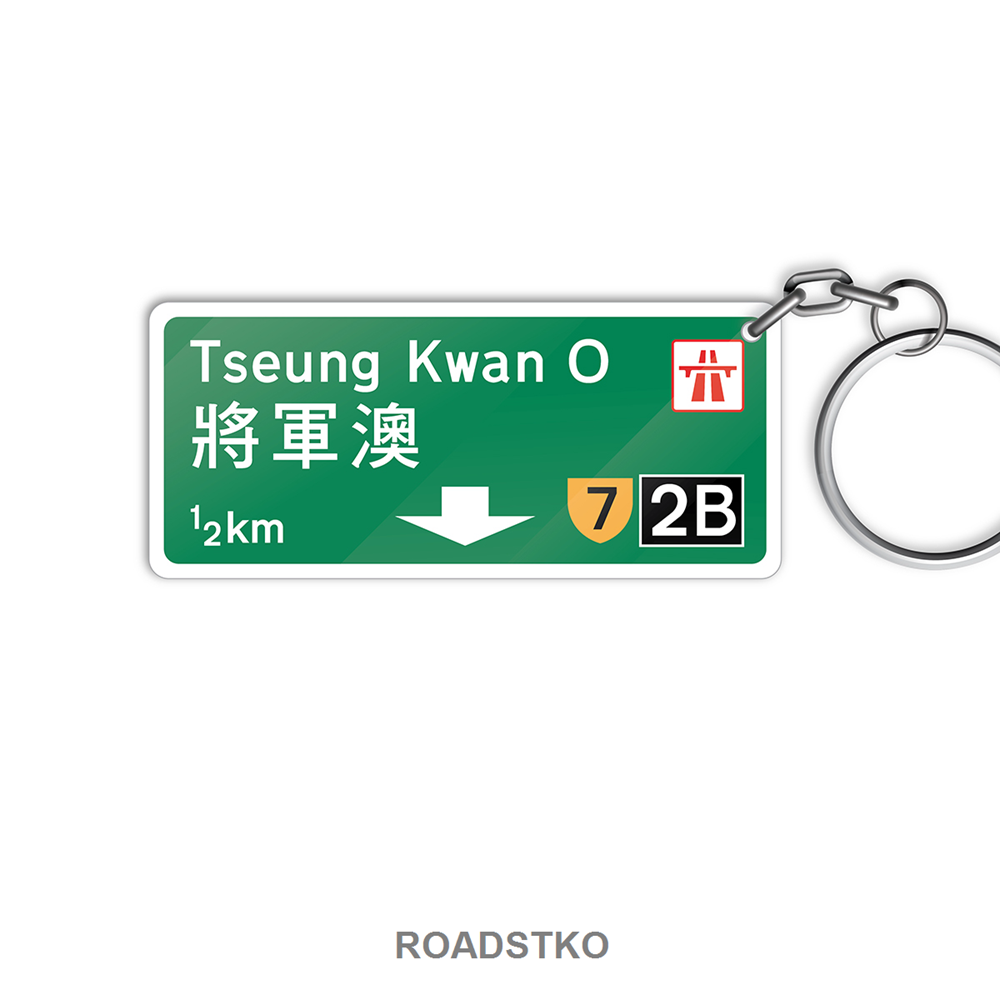 Tseung Kwan O
將軍澳
1/2km
7 2B
ROADSTKO